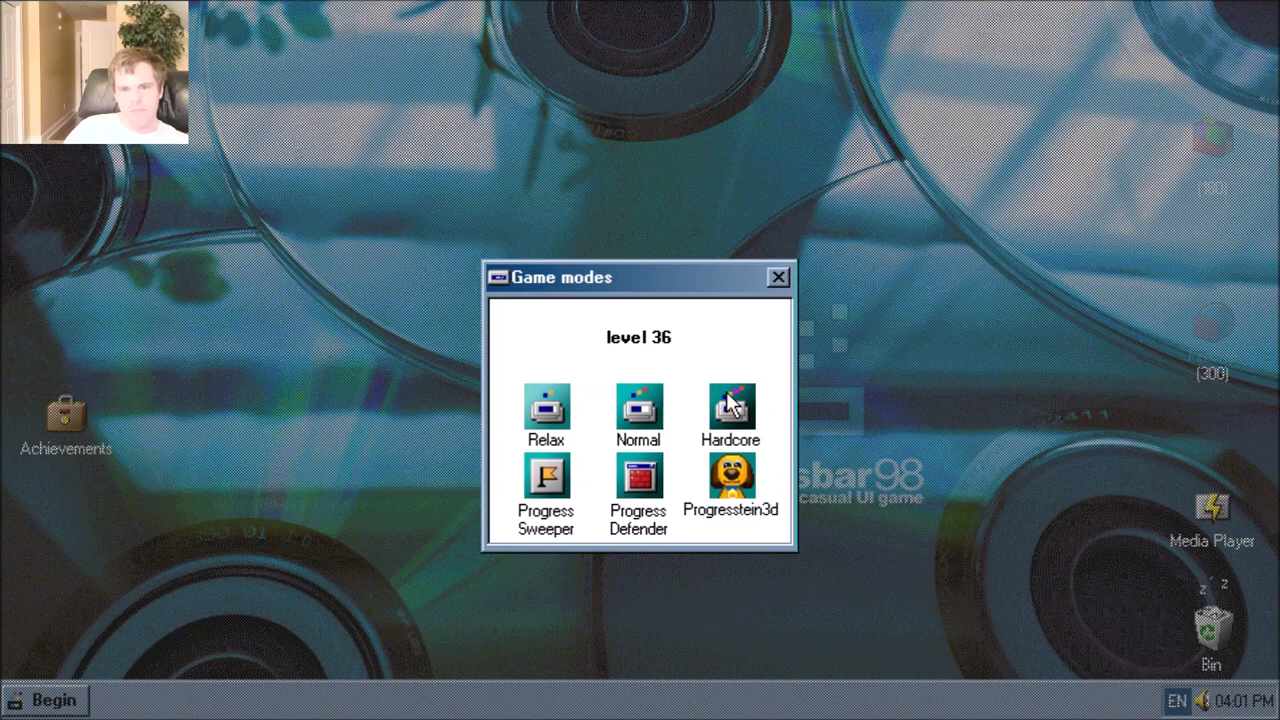 Game modes
level 36
Relax
Normal
Hardcore
Progress
Sweeper
Progress
Defender
Progresstein3d
Achievements
(300)
sbar98
casual UI game
Media Player
z z
Bin
Begin
EN
04:01 PM